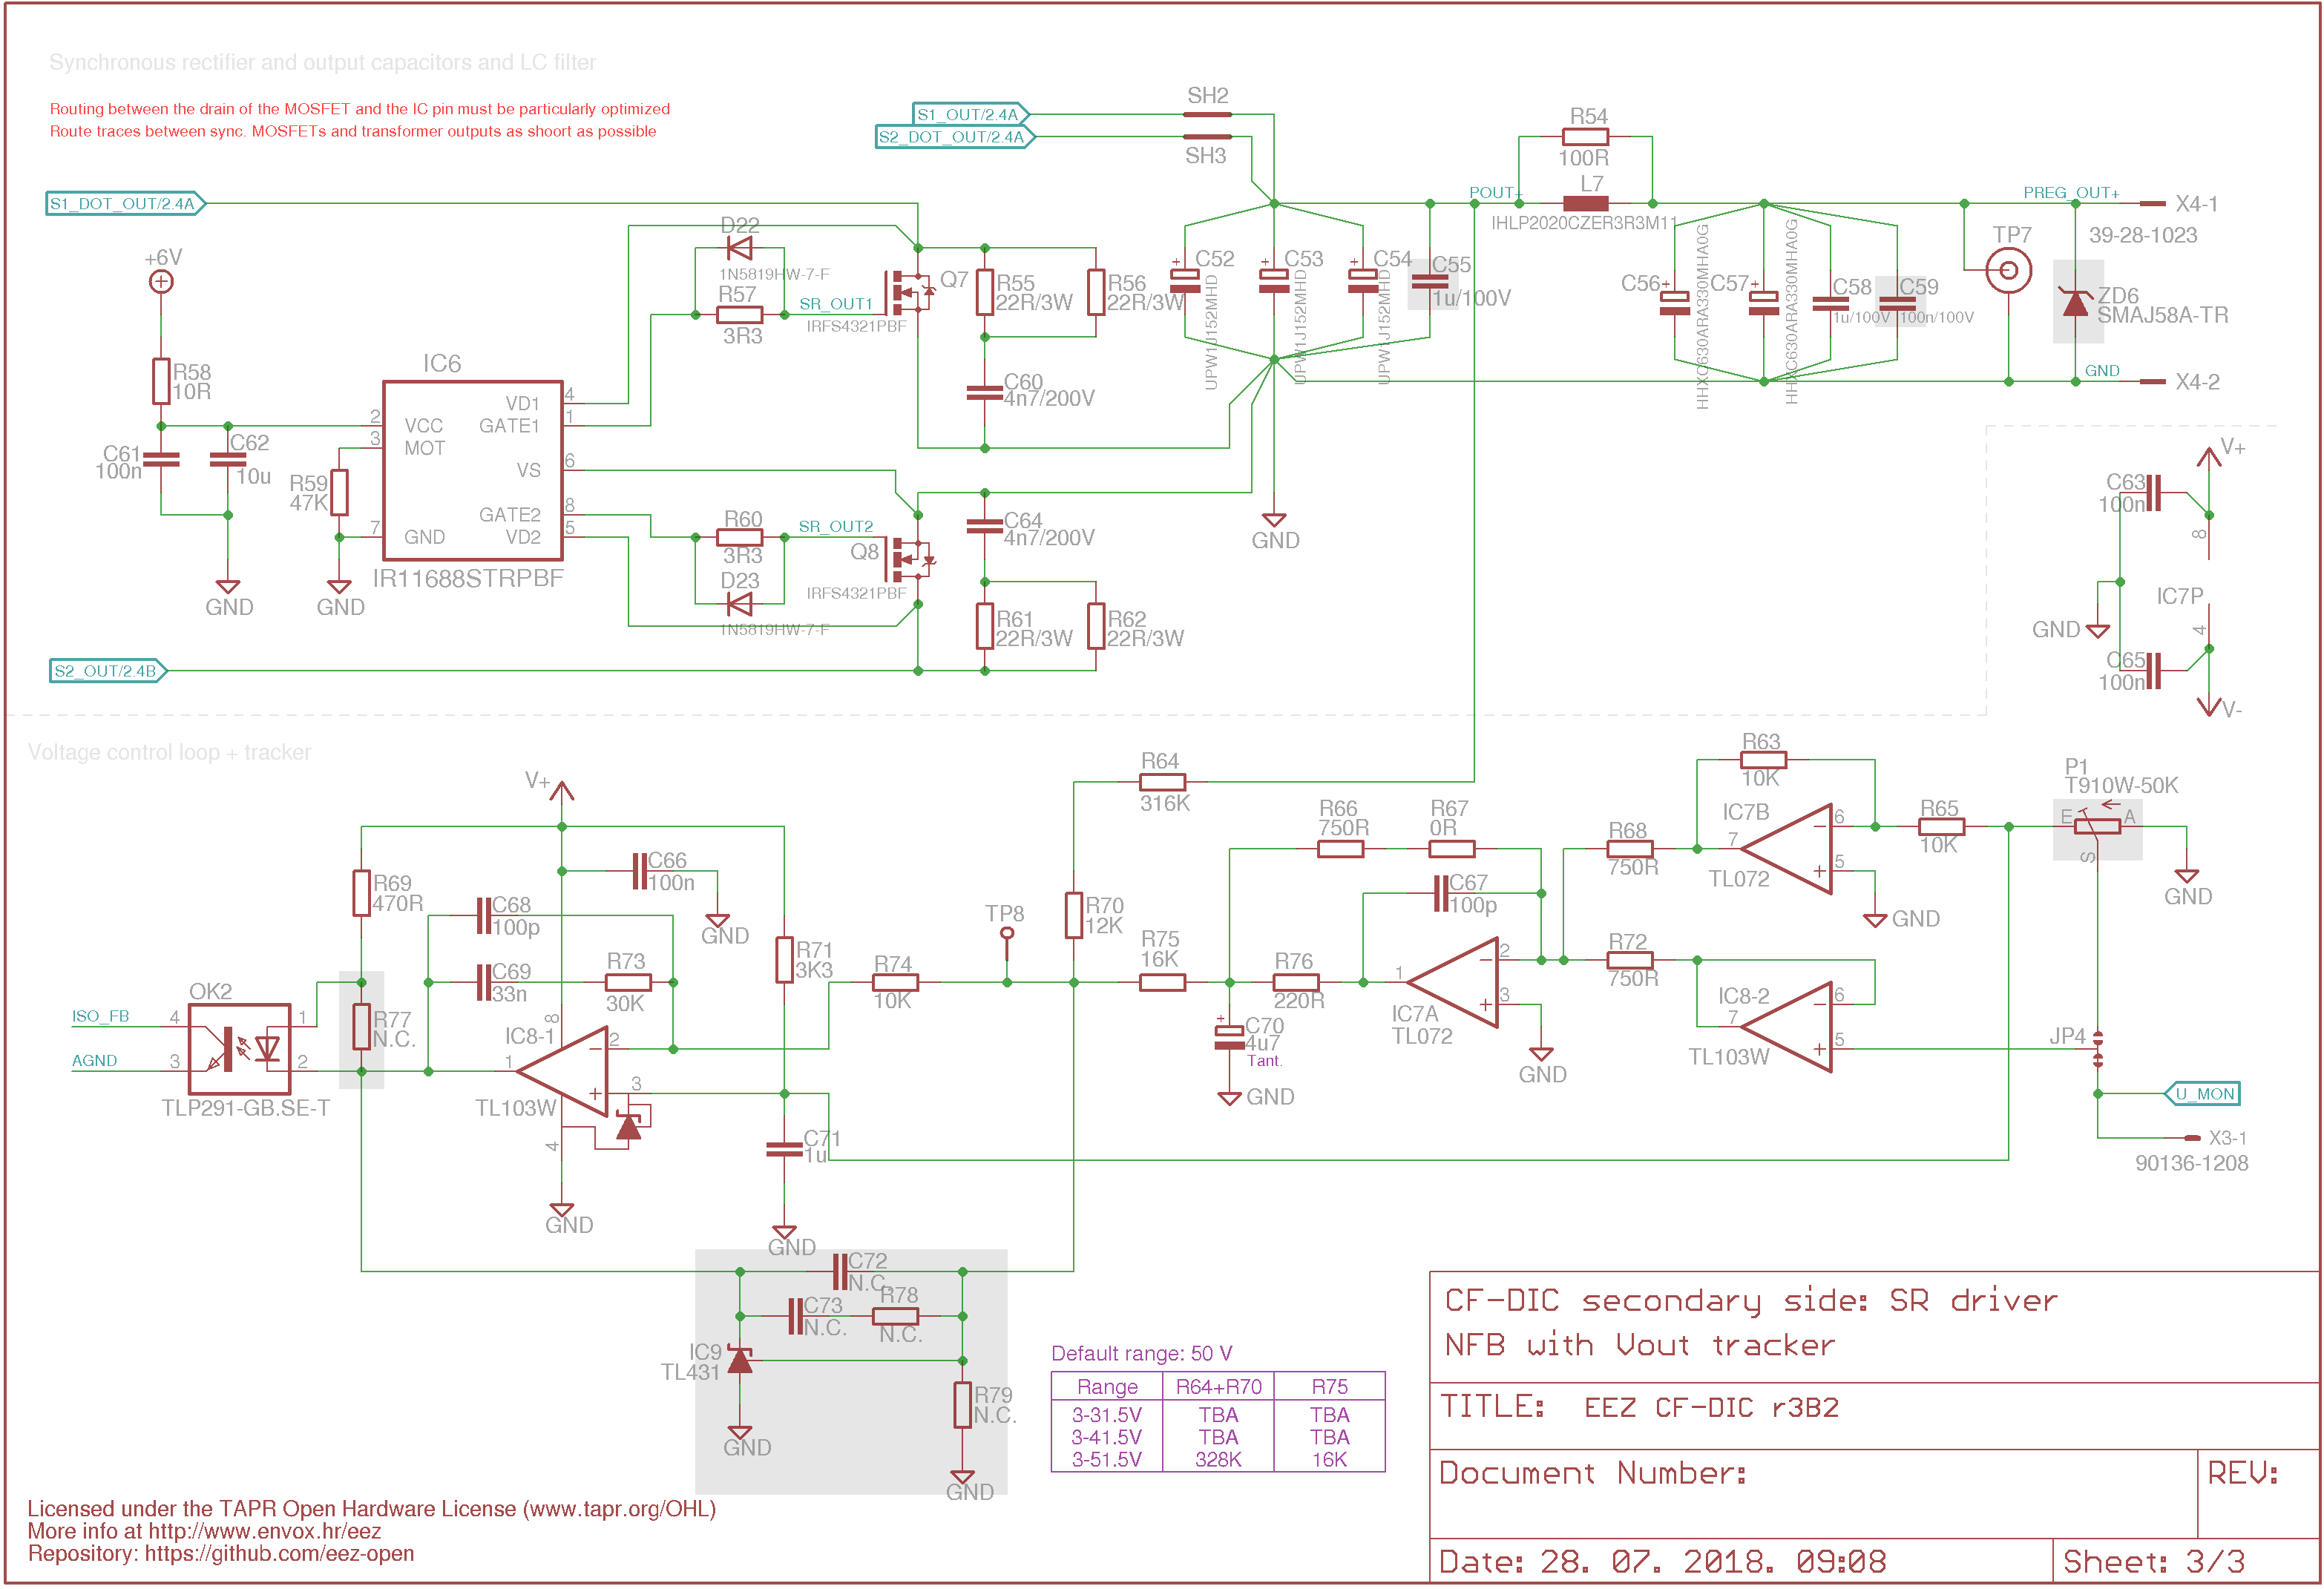 Synchronous rectifier and output capacitors and LC filter
Routing between the drain of the MOSFET and the IC pin must be particularly optimized
Route traces between sync. MOSFETs and transformer outputs as shoort as possible
S1_OUT/2.4A
S2_DOT_OUT/2.4A
SH2
SH3
R54
100R
L7
IHLP2020CZER3R3M11
POUT+
PREG_OUT+
X4-1
39-28-1023
TP7
S1_DOT_OUT/2.4A
+6V
D22
1N5819HW-7-F
R57
3R3
SR_OUT1
Q7
IRFS4321PBF
R55
22R/3W
R56
22R/3W
C52
UPW1J152MHD
C53
UPW1J152MHD
C54
UPW1J152MHD
C55
1u/100V
C56
HHXC630ARA330MHA0G
C57
HHXC630ARA330MHA0G
C58
1u/100V
C59
100n/100V
ZD6
SMAJ58A-TR
GND
X4-2
R58
10R
IC6
VD1
4
GATE1
1
VS
6
GATE2
8
VD2
5
2
VCC
3
MOT
7
GND
IR11688STRPBF
C60
4n7/200V
C61
100n
C62
10u
R59
47K
GND
GND
R60
3R3
SR_OUT2
D23
1N5819HW-7-F
Q8
IRFS4321PBF
C64
4n7/200V
R61
22R/3W
R62
22R/3W
GND
S2_OUT/2.4B
V+
C63
100n
8
IC7P
GND
4
C65
100n
V-
Voltage control loop + tracker
V+
R69
470R
C66
100n
GND
C68
100p
C69
33n
R73
30K
R71
3K3
R74
10K
TP8
R64
316K
R70
12K
R75
16K
R66
750R
R67
0R
C67
100p
R76
220R
C70
4u7
Tant.
GND
IC7A
TL072
1
2
3
GND
R63
10K
IC7B
TL072
7
6
5
GND
R65
10K
R68
750R
R72
750R
IC8-2
TL103W
7
6
5
P1
T910W-50K
E
A
S
GND
JP4
U_MON
X3-1
90136-1208
OK2
ISO_FB
4
1
AGND
3
2
TLP291-GB.SE-T
R77
N.C.
IC8-1
TL103W
8
1
2
3
4
GND
C71
1u
GND
C72
N.C.
C73
N.C.
R78
N.C.
IC9
TL431
GND
R79
N.C.
GND
Default range: 50 V
Range R64+R70 R75
3-31.5V TBA TBA
3-41.5V TBA TBA
3-51.5V 328K 16K
CF-DIC secondary side: SR driver
NFB with Vout tracker
TITLE: EEZ CF-DIC r3B2
Document Number:
REV:
Date: 28. 07. 2018. 09:08
Sheet: 3/3
Licensed under the TAPR Open Hardware License (www.tapr.org/OHL)
More info at http://www.envox.hr/eez
Repository: https://github.com/eez-open